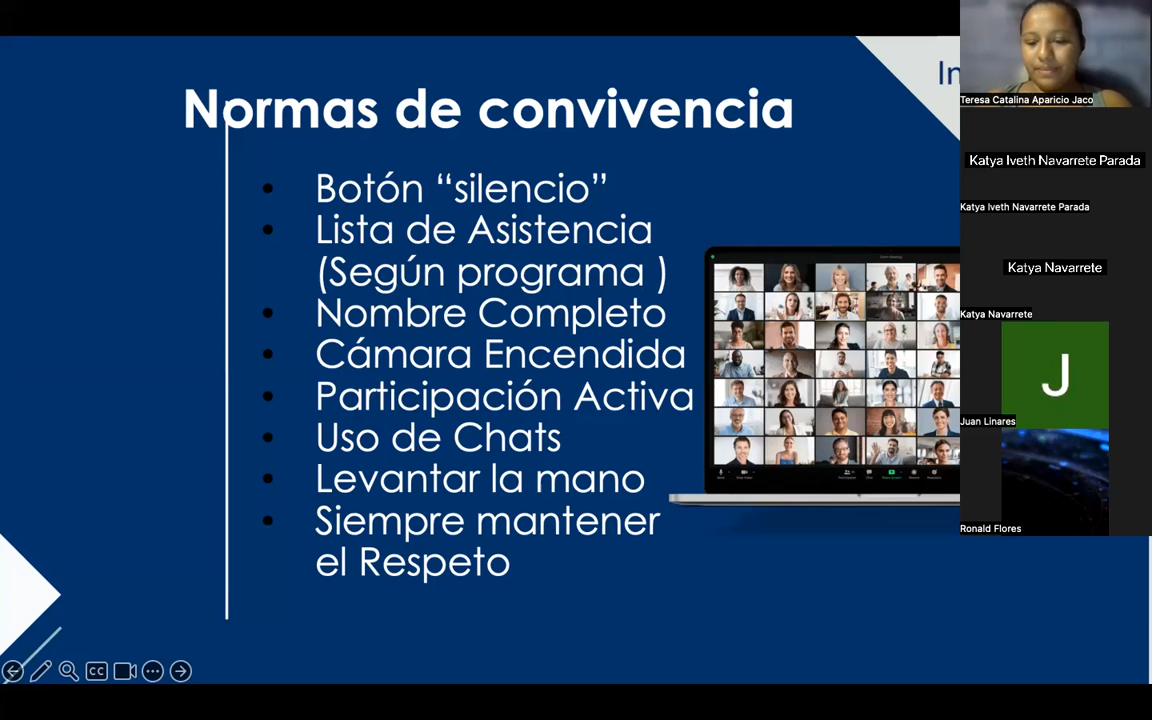 Normas de convivencia
• Botón “silencio”
• Lista de Asistencia
(Según programa )
• Nombre Completo
• Cámara Encendida
• Participación Activa
• Uso de Chats
• Levantar la mano
• Siempre mantener
el Respeto
In
Teresa Catalina Aparicio Jaco
Katya Iveth Navarrete Parada
Katya Iveth Navarrete Parada
Katya Navarrete
Katya Navarrete
J
Juan Linares
Ronald Flores
CC